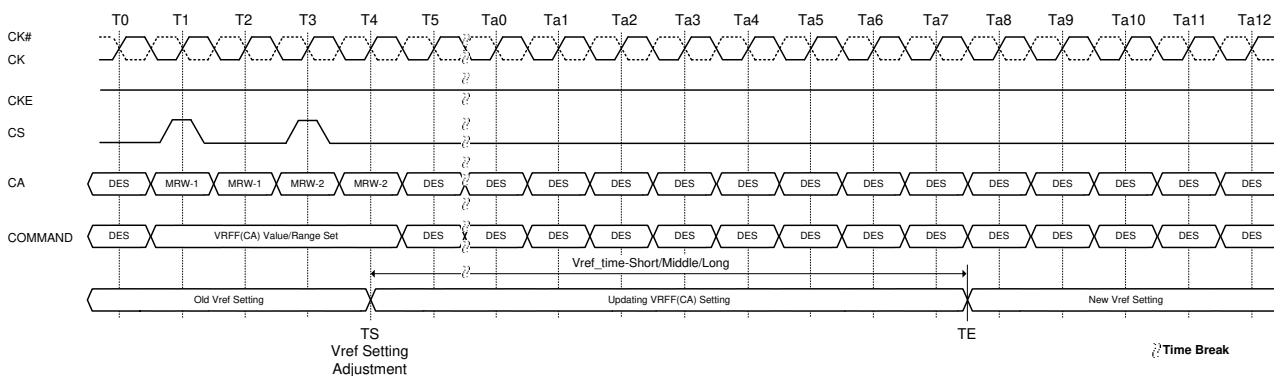 T0 T1 T2 T3 T4 T5 Ta0 Ta1 Ta2 Ta3 Ta4 Ta5 Ta6 Ta7 Ta8 Ta9 Ta10 Ta11 Ta12
CK#
CK
CKE
CS
CA DES MRW-1 MRW-1 MRW-2 MRW-2 DES DES DES DES DES DES DES DES DES DES DES DES DES DES
COMMAND DES VRFF(CA) Value/Range Set DES DES DES DES DES DES DES DES DES DES DES DES DES DES
Vref_time-Short/Middle/Long
Old Vref Setting Updating VRFF(CA) Setting New Vref Setting
TS TE
Vref Setting
Adjustment
Time Break